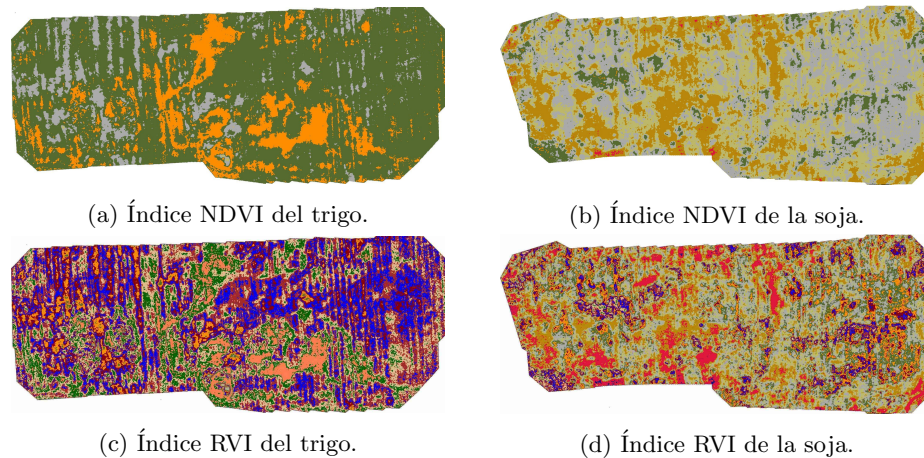 (a) Índice NDVI del trigo.
(b) Índice NDVI de la soja.
(c) Índice RVI del trigo.
(d) Índice RVI de la soja.